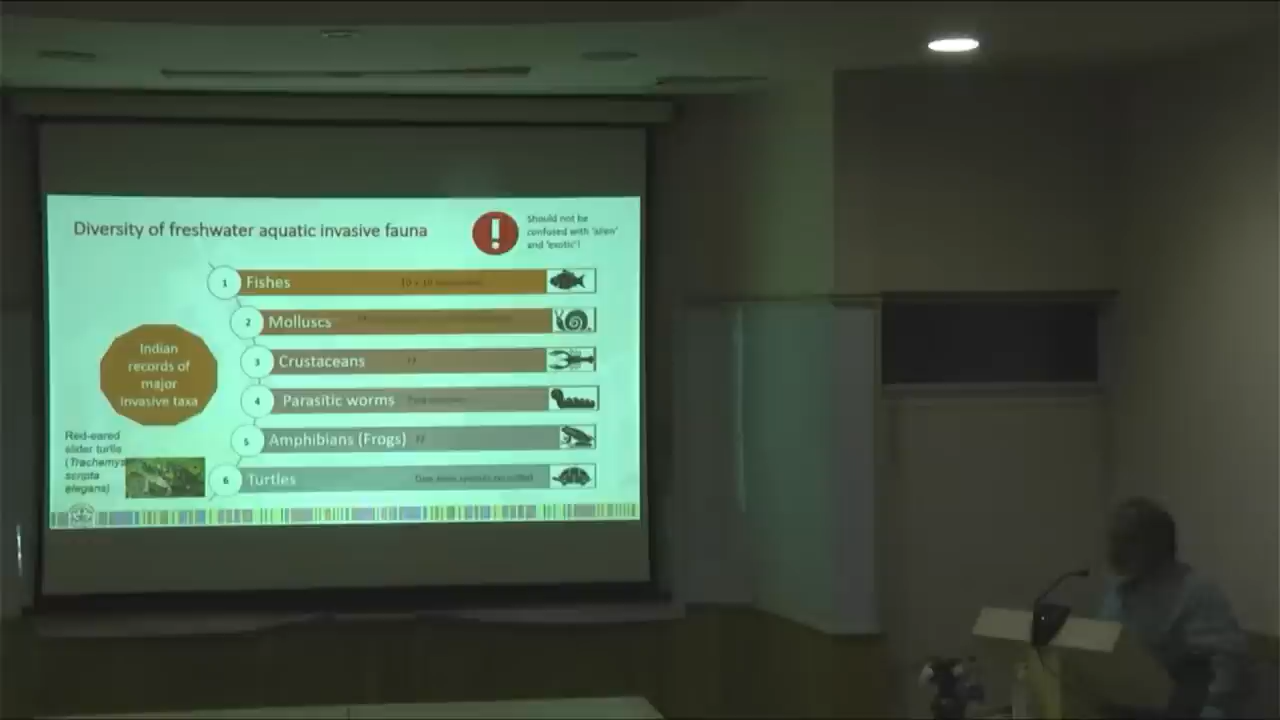 Diversity of freshwater aquatic invasive fauna
!
Should not be
confused with 'alien'
and 'exotic'!
1 Fishes
2 Molluscs
3 Crustaceans
4 Parasitic worms
5 Amphibians (Frogs)
6 Turtles
Indian
records of
major
invasive taxa
Red-eared
slider turtle
(Trachemys
scripta
elegans)